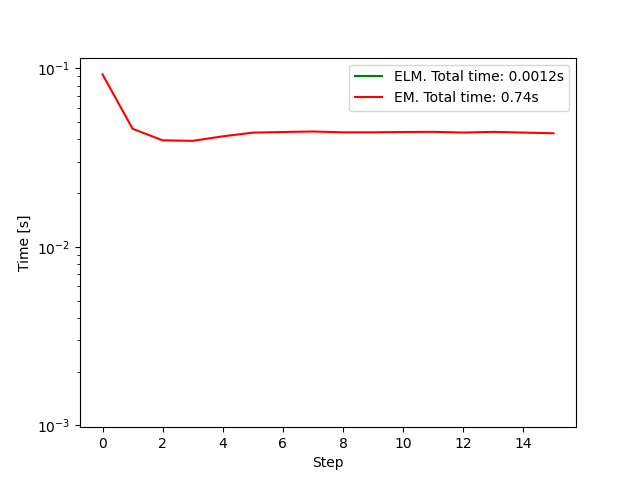 ELM. Total time: 0.0012s
EM. Total time: 0.74s
10⁻¹
10⁻²
10⁻³
Time [s]
0 2 4 6 8 10 12 14
Step